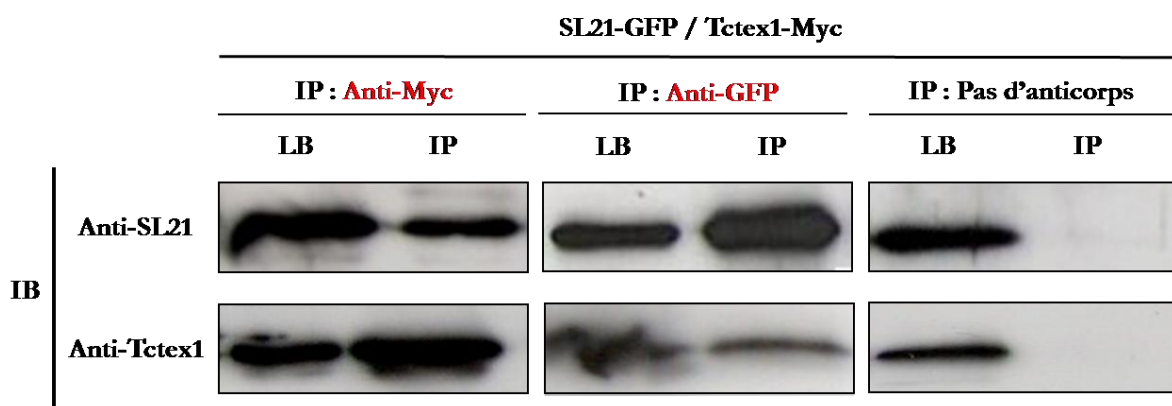 SL21-GFP / Tctex1-Myc
IP : Anti-Myc
IP : Anti-GFP
IP : Pas d'anticorps
LB IP LB IP LB IP
Anti-SL21
IB
Anti-Tctex1